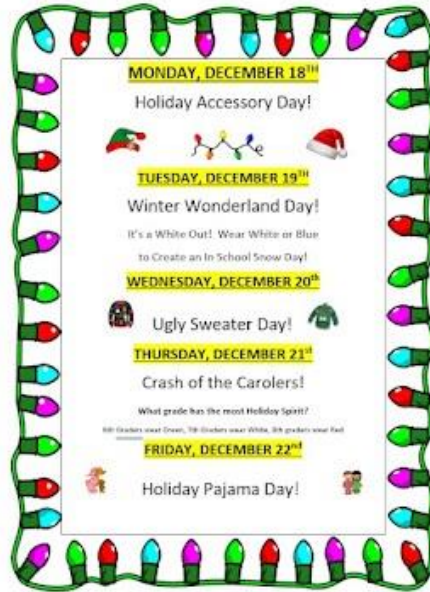 MONDAY, DECEMBER 18TH
Holiday Accessory Day!
TUESDAY, DECEMBER 19TH
Winter Wonderland Day!
It's a White Out! Wear White or Blue
to Create an In School Snow Day!
WEDNESDAY, DECEMBER 20th
Ugly Sweater Day!
THURSDAY, DECEMBER 21st
Crash of the Carolers!
What grade has the most Holiday Spirit?
6th Graders wear Green, 7th Graders wear White, 8th graders wear Red
FRIDAY, DECEMBER 22nd
Holiday Pajama Day!